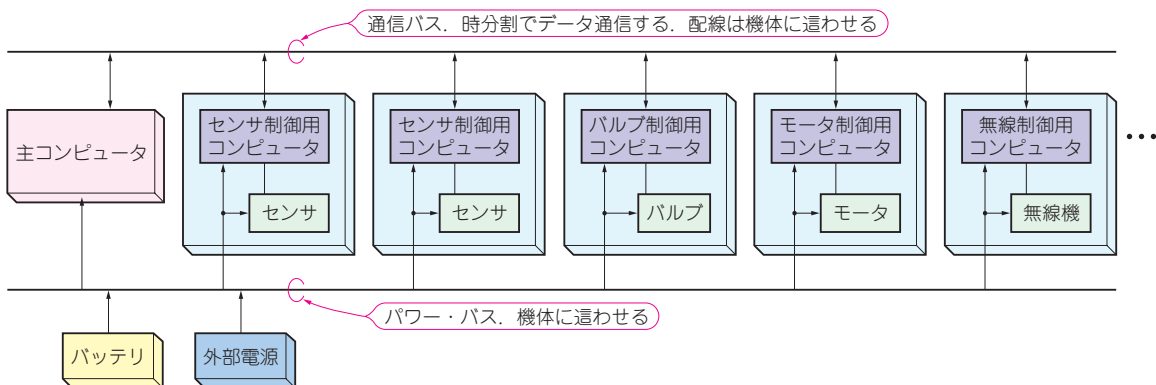 通信バス．時分割でデータ通信する．配線は機体に這わせる
主コンピュータ
センサ制御用
コンピュータ
センサ
センサ制御用
コンピュータ
センサ
バルブ制御用
コンピュータ
バルブ
モータ制御用
コンピュータ
モータ
無線制御用
コンピュータ
無線機
…
パワー・バス．機体に這わせる
バッテリ
外部電源